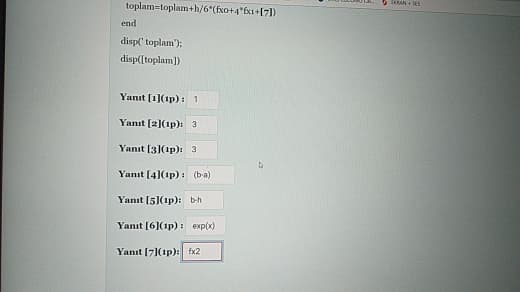 toplam=toplam+h/6*(fx0+4*fx1+[7])
end
disp(' toplam');
disp([toplam])
Yanıt [1](1p) : 1
Yanıt [2](1p): 3
Yanıt [3](1p): 3
Yanıt [4](1p) : (b-a)
Yanıt [5](1p): b-h
Yanıt [6](1p) : exp(x)
Yanıt [7](1p): fx2